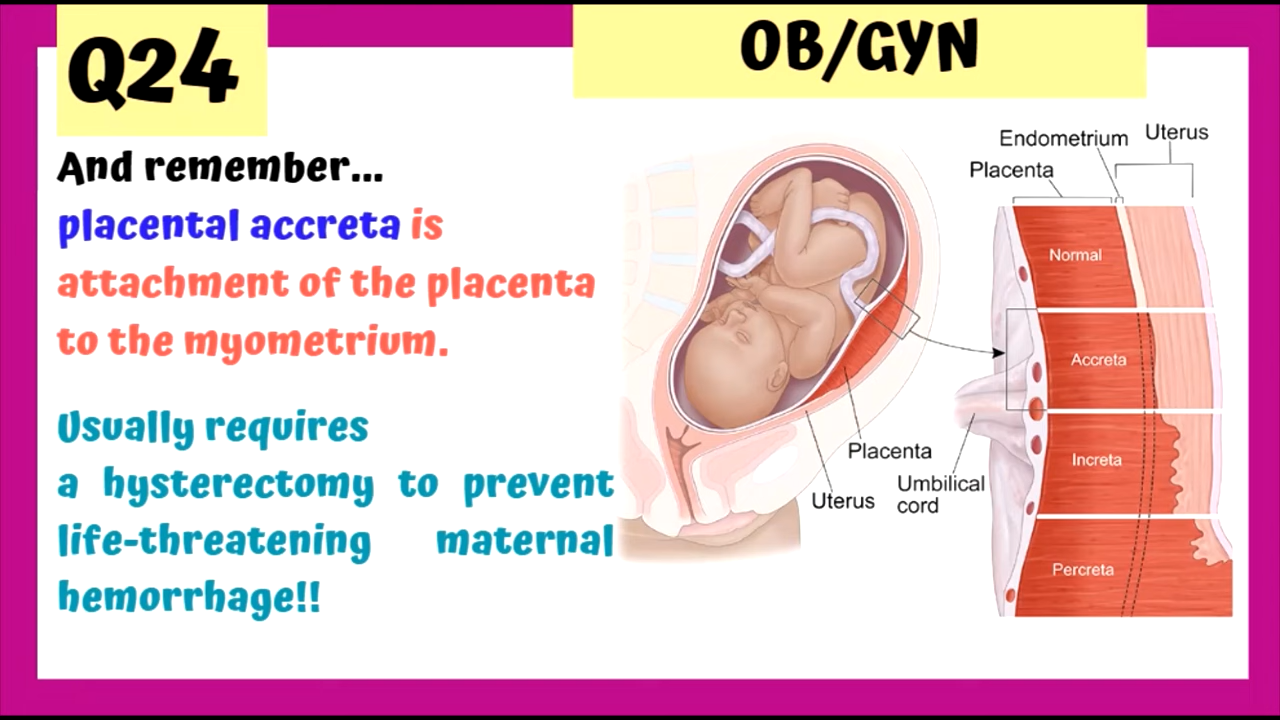 Q24
OB/GYN
And remember...
placental accreta is
attachment of the placenta
to the myometrium.
Usually requires
a hysterectomy to prevent
life-threatening maternal
hemorrhage!!
Endometrium
Uterus
Placenta
Normal
Accreta
Increta
Percreta
Placenta
Uterus
Umbilical
cord